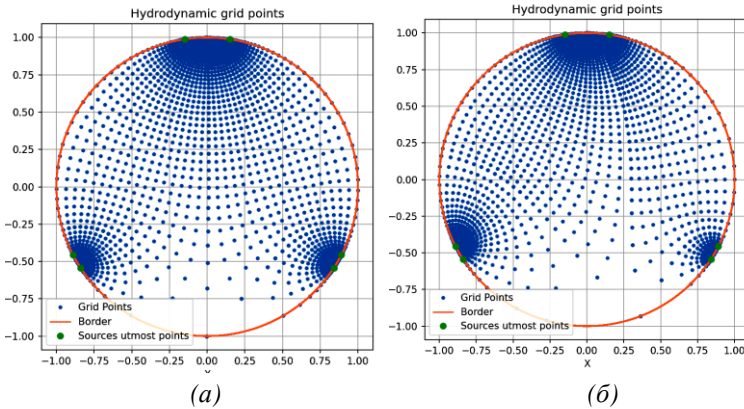 Hydrodynamic grid points
1.00
0.75
0.50
0.25
0.00
−0.25
−0.50
−0.75
−1.00
Grid Points
Border
Sources utmost points
−1.00 −0.75 −0.50 −0.25 0.00 0.25 0.50 0.75 1.00
(а)
Hydrodynamic grid points
1.00
0.75
0.50
0.25
0.00
−0.25
−0.50
−0.75
−1.00
Grid Points
Border
Sources utmost points
−1.00 −0.75 −0.50 −0.25 0.00 0.25 0.50 0.75 1.00
X
(б)